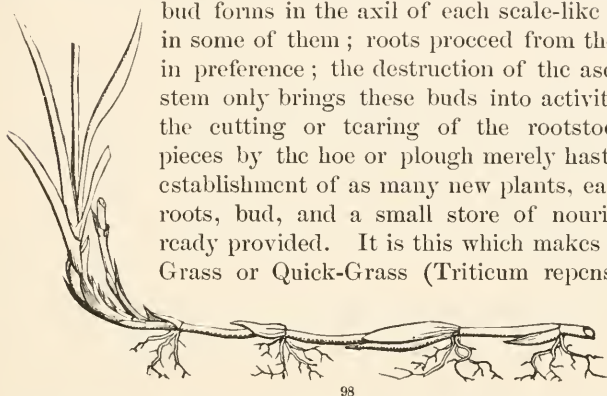 bud forms in the axil of each scale-like
in some of them ; roots proceed from th
in preference ; the destruction of the asc
stem only brings these buds into activit
the cutting or tearing of the rootstoc
pieces by the hoe or plough merely hast
establishment of as many new plants, ea
roots, bud, and a small store of nouri
ready provided. It is this which makes
Grass or Quick-Grass (Triticum repens
98